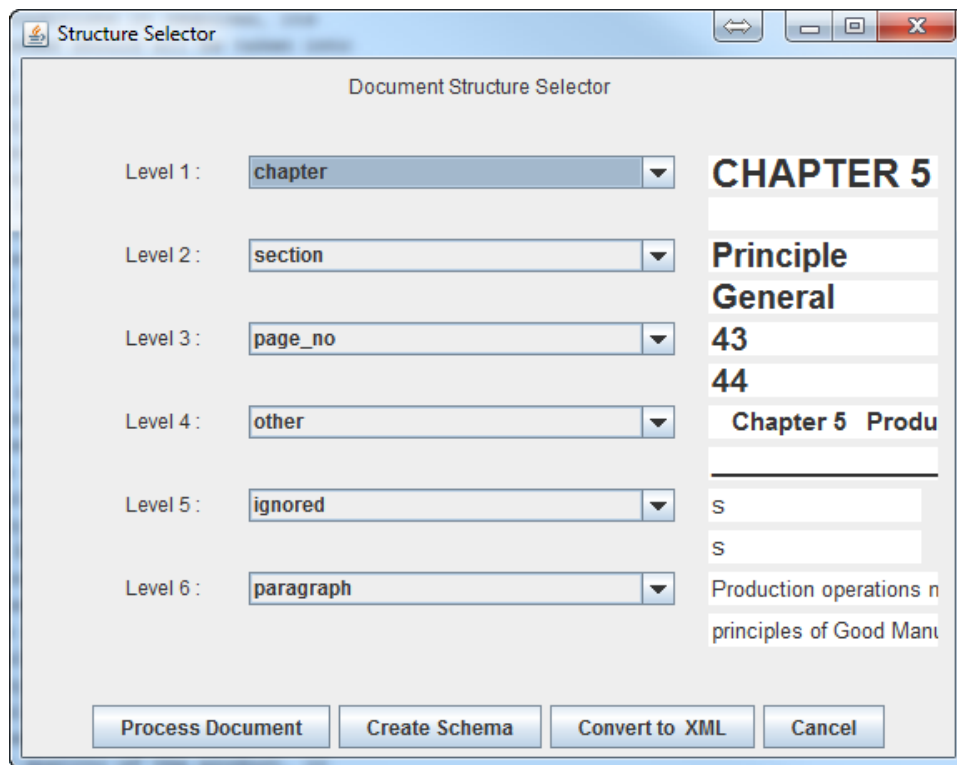 Structure Selector
Document Structure Selector
Level 1 : chapter CHAPTER 5
Level 2 : section Principle
General
Level 3 : page_no 43
44
Level 4 : other Chapter 5 Produ
Level 5 : ignored s
s
Level 6 : paragraph Production operations
principles of Good Manu
Process Document Create Schema Convert to XML Cancel